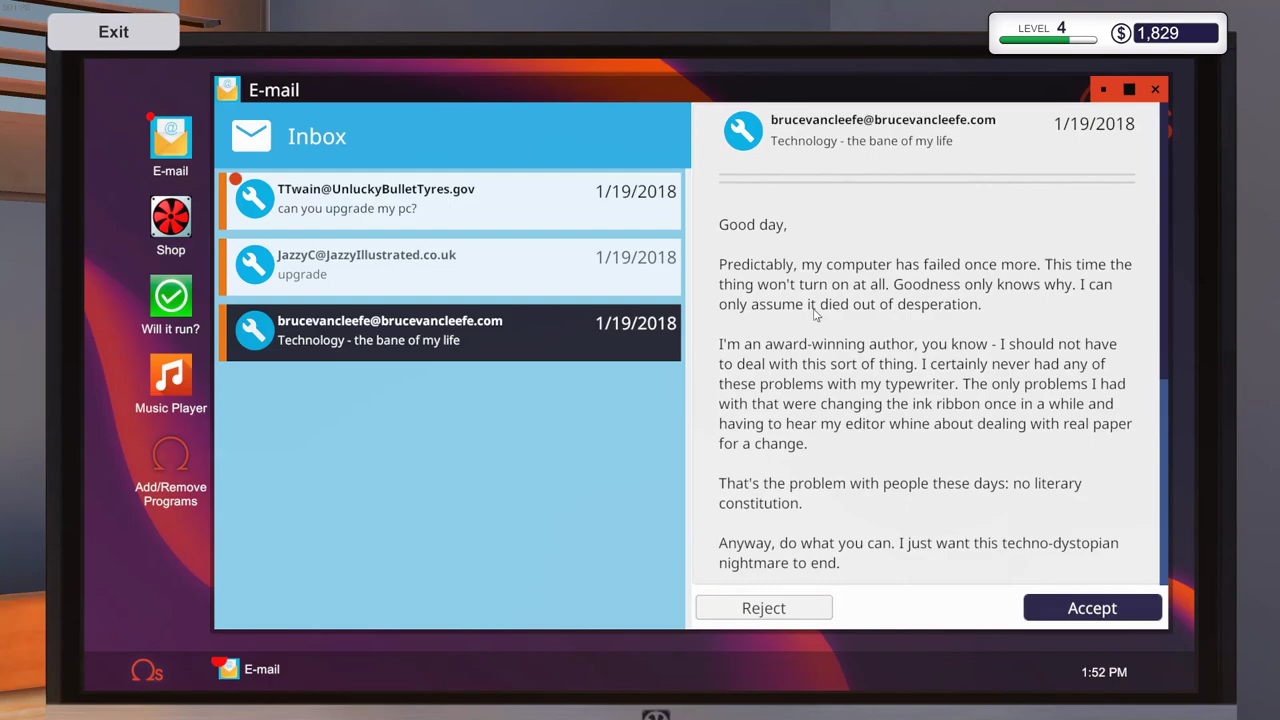 Exit
LEVEL 4
$ 1,829
E-mail
Inbox
TTwain@UnluckyBulletTyres.gov
can you upgrade my pc?
1/19/2018
JazzyC@JazzyIllustrated.co.uk
upgrade
1/19/2018
brucevancleefe@brucevancleefe.com
Technology - the bane of my life
1/19/2018
brucevancleefe@brucevancleefe.com
Technology - the bane of my life
1/19/2018
Good day,
Predictably, my computer has failed once more. This time the
thing won't turn on at all. Goodness only knows why. I can
only assume it died out of desperation.
I'm an award-winning author, you know - I should not have
to deal with this sort of thing. I certainly never had any of
these problems with my typewriter. The only problems I had
with that were changing the ink ribbon once in a while and
having to hear my editor whine about dealing with real paper
for a change.
That's the problem with people these days: no literary
constitution.
Anyway, do what you can. I just want this techno-dystopian
nightmare to end.
Reject
Accept
E-mail
Shop
Will it run?
Music Player
Add/Remove
Programs
Ωs
E-mail
1:52 PM